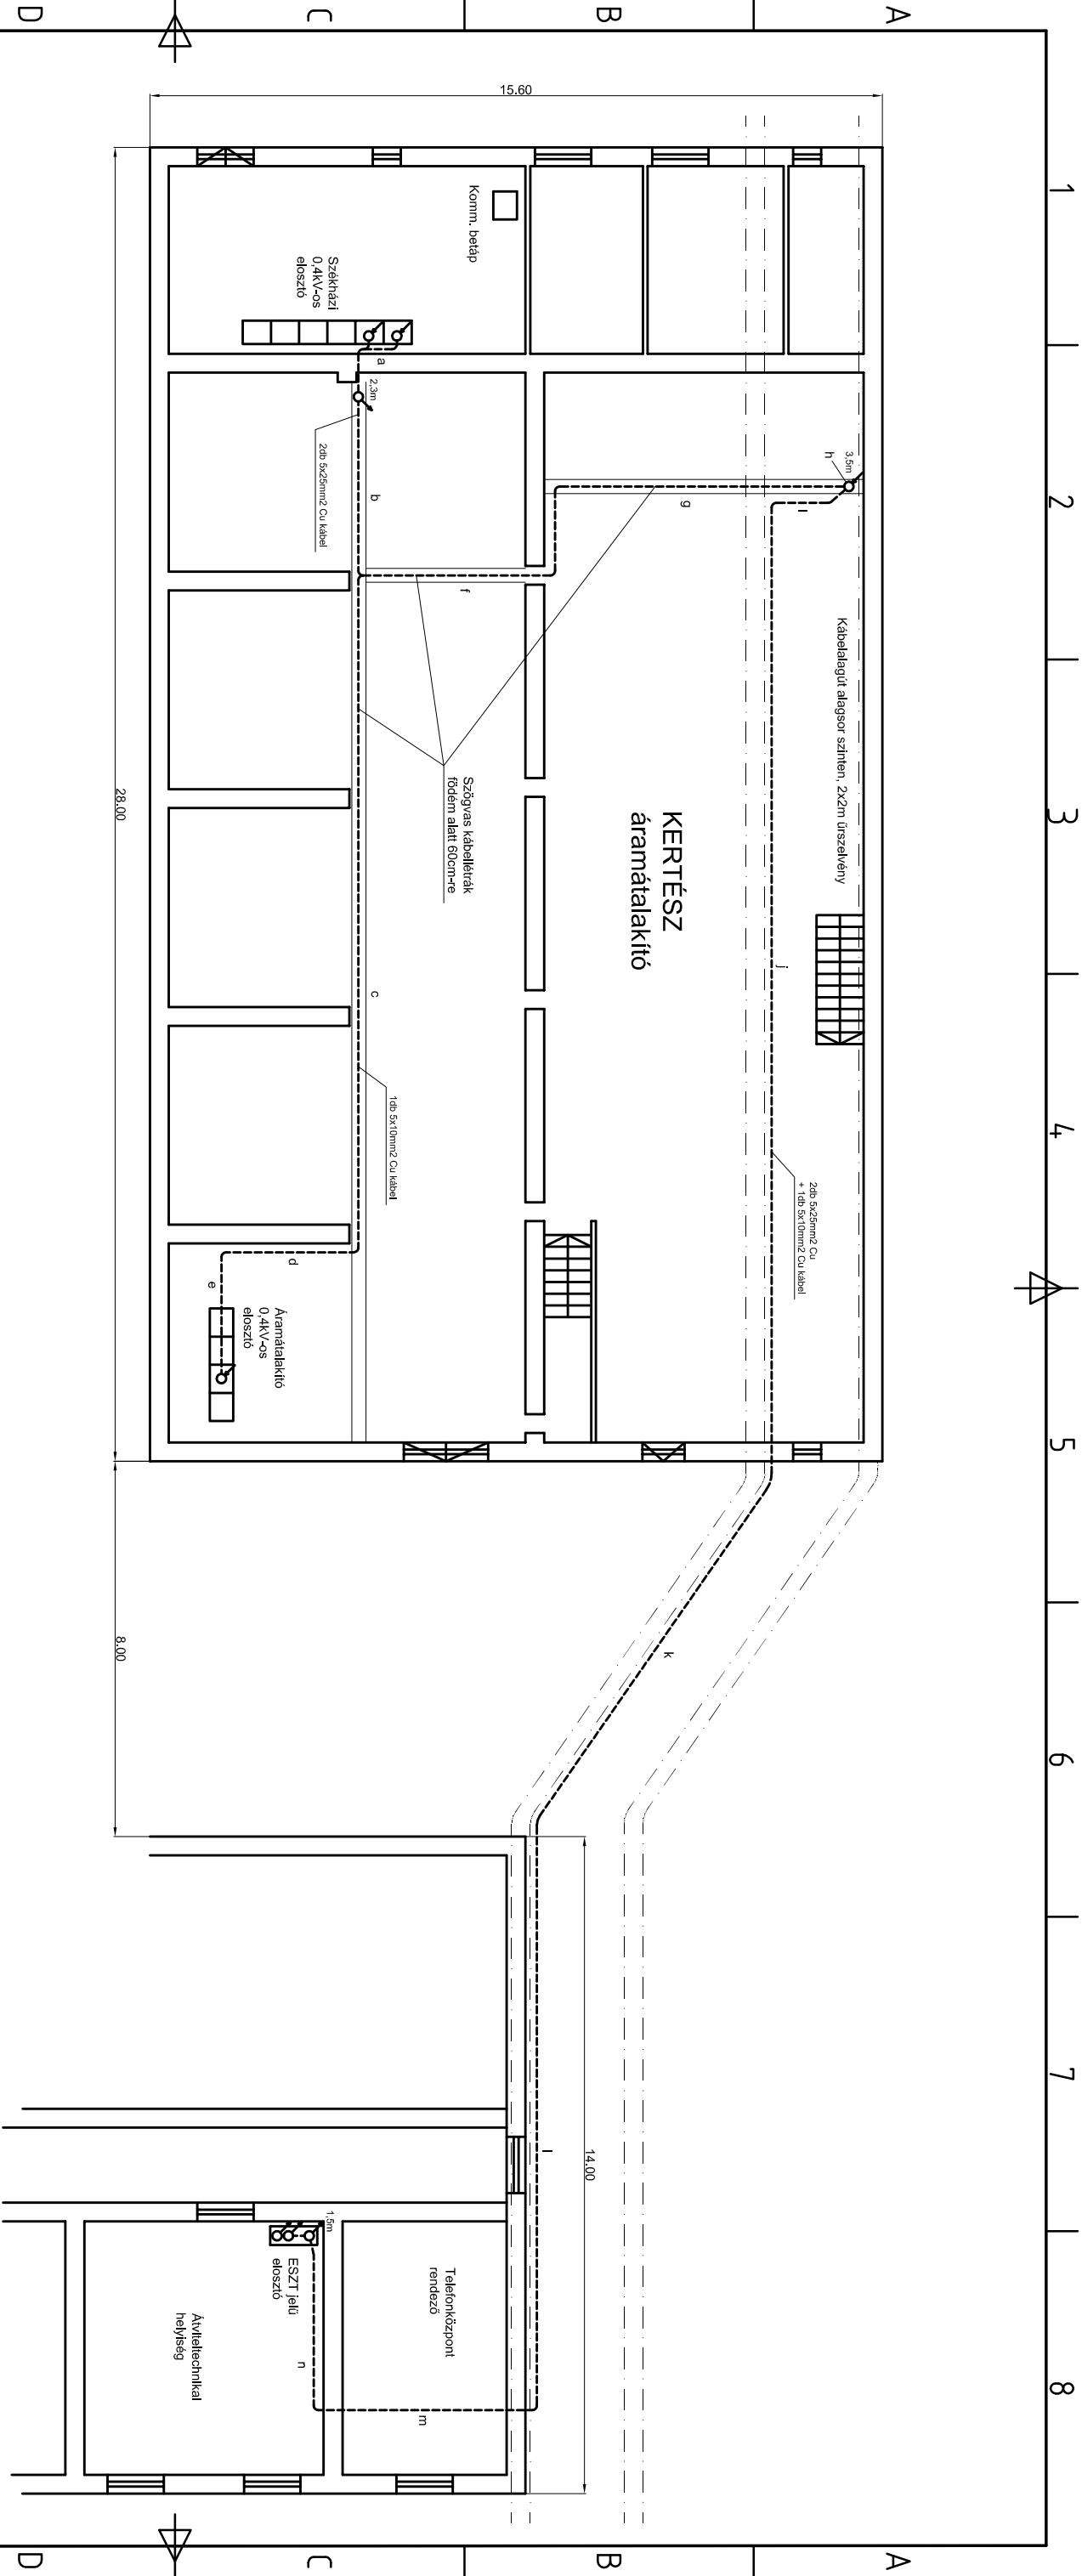 1
2
3
4
5
6
7
8
A
B
C
D
A
B
C
D
15.60
28.00
8.00
14.00
Komm. betáp
Székházi
0,4kV-os
elosztó
a
2,3m
2db 5x25mm2 Cu kábel
b
f
g
h
3,5m
i
Kábelalagút alagsor szinten, 2x2m ürszelvény
KERTÉSZ
áramátalakító
Szögvas kábellétrák
födém alatt 60cm-re
c
j
1db 5x10mm2 Cu kábel
2db 5x25mm2 Cu
+ 1db 5x10mm2 Cu kábel
d
e
Áramátalakító
0,4kV-os
elosztó
k
l
1,5m
ESZT jelü
elosztó
Telefonközpont
rendezö
Átviteltechnikai
helyiség
n
m